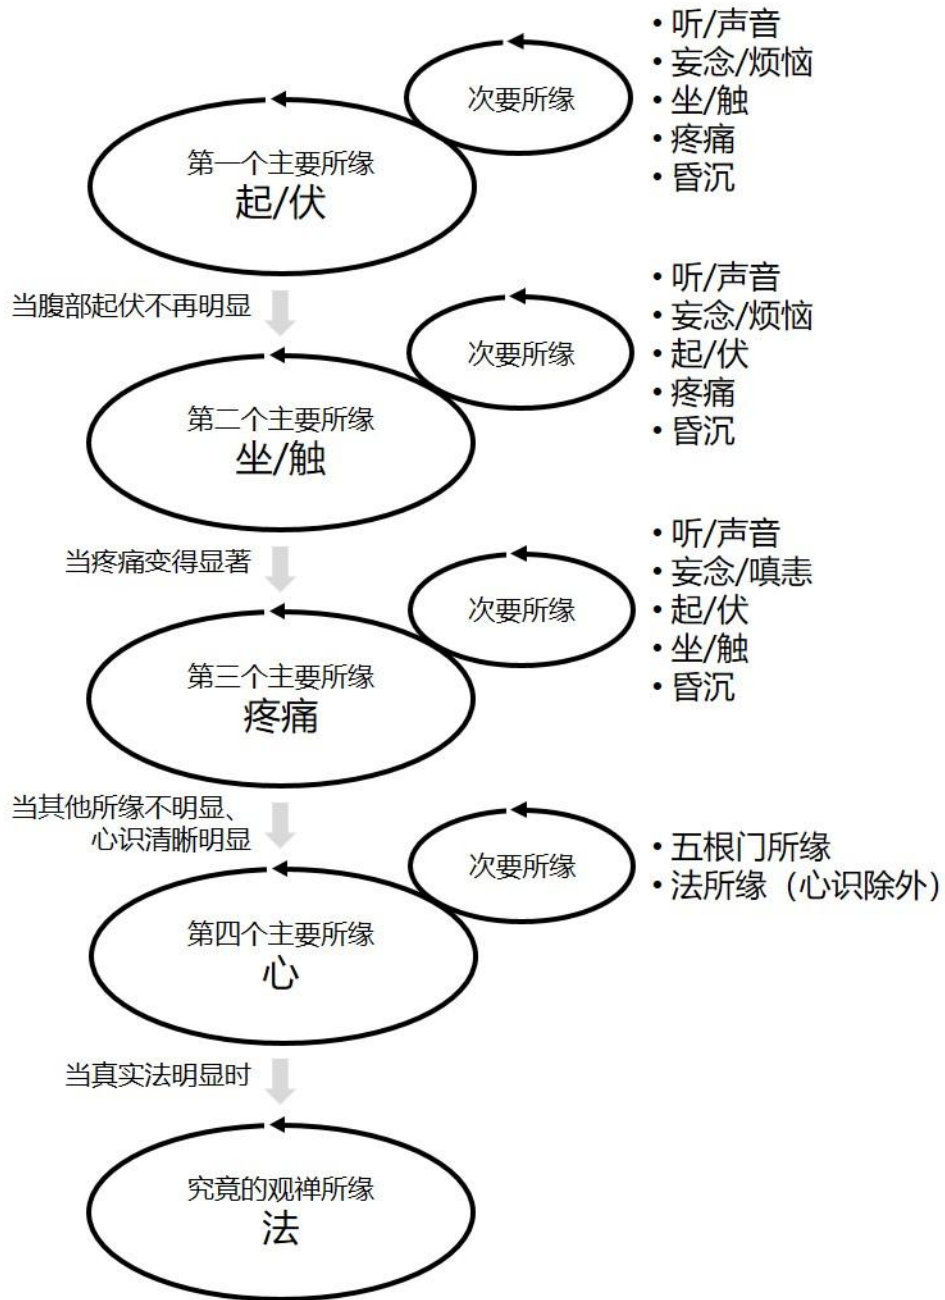 次要所缘
• 听/声音
• 妄念/烦恼
• 坐/触
• 疼痛
• 昏沉
第一个主要所缘
起/伏
当腹部起伏不再明显
次要所缘
• 听/声音
• 妄念/烦恼
• 起/伏
• 疼痛
• 昏沉
第二个主要所缘
坐/触
当疼痛变得显著
次要所缘
• 听/声音
• 妄念/嗔恚
• 起/伏
• 坐/触
• 昏沉
第三个主要所缘
疼痛
当其他所缘不明显、
心识清晰明显
次要所缘
• 五根门所缘
• 法所缘（心识除外）
第四个主要所缘
心
当真实法明显时
究竟的观禅所缘
法